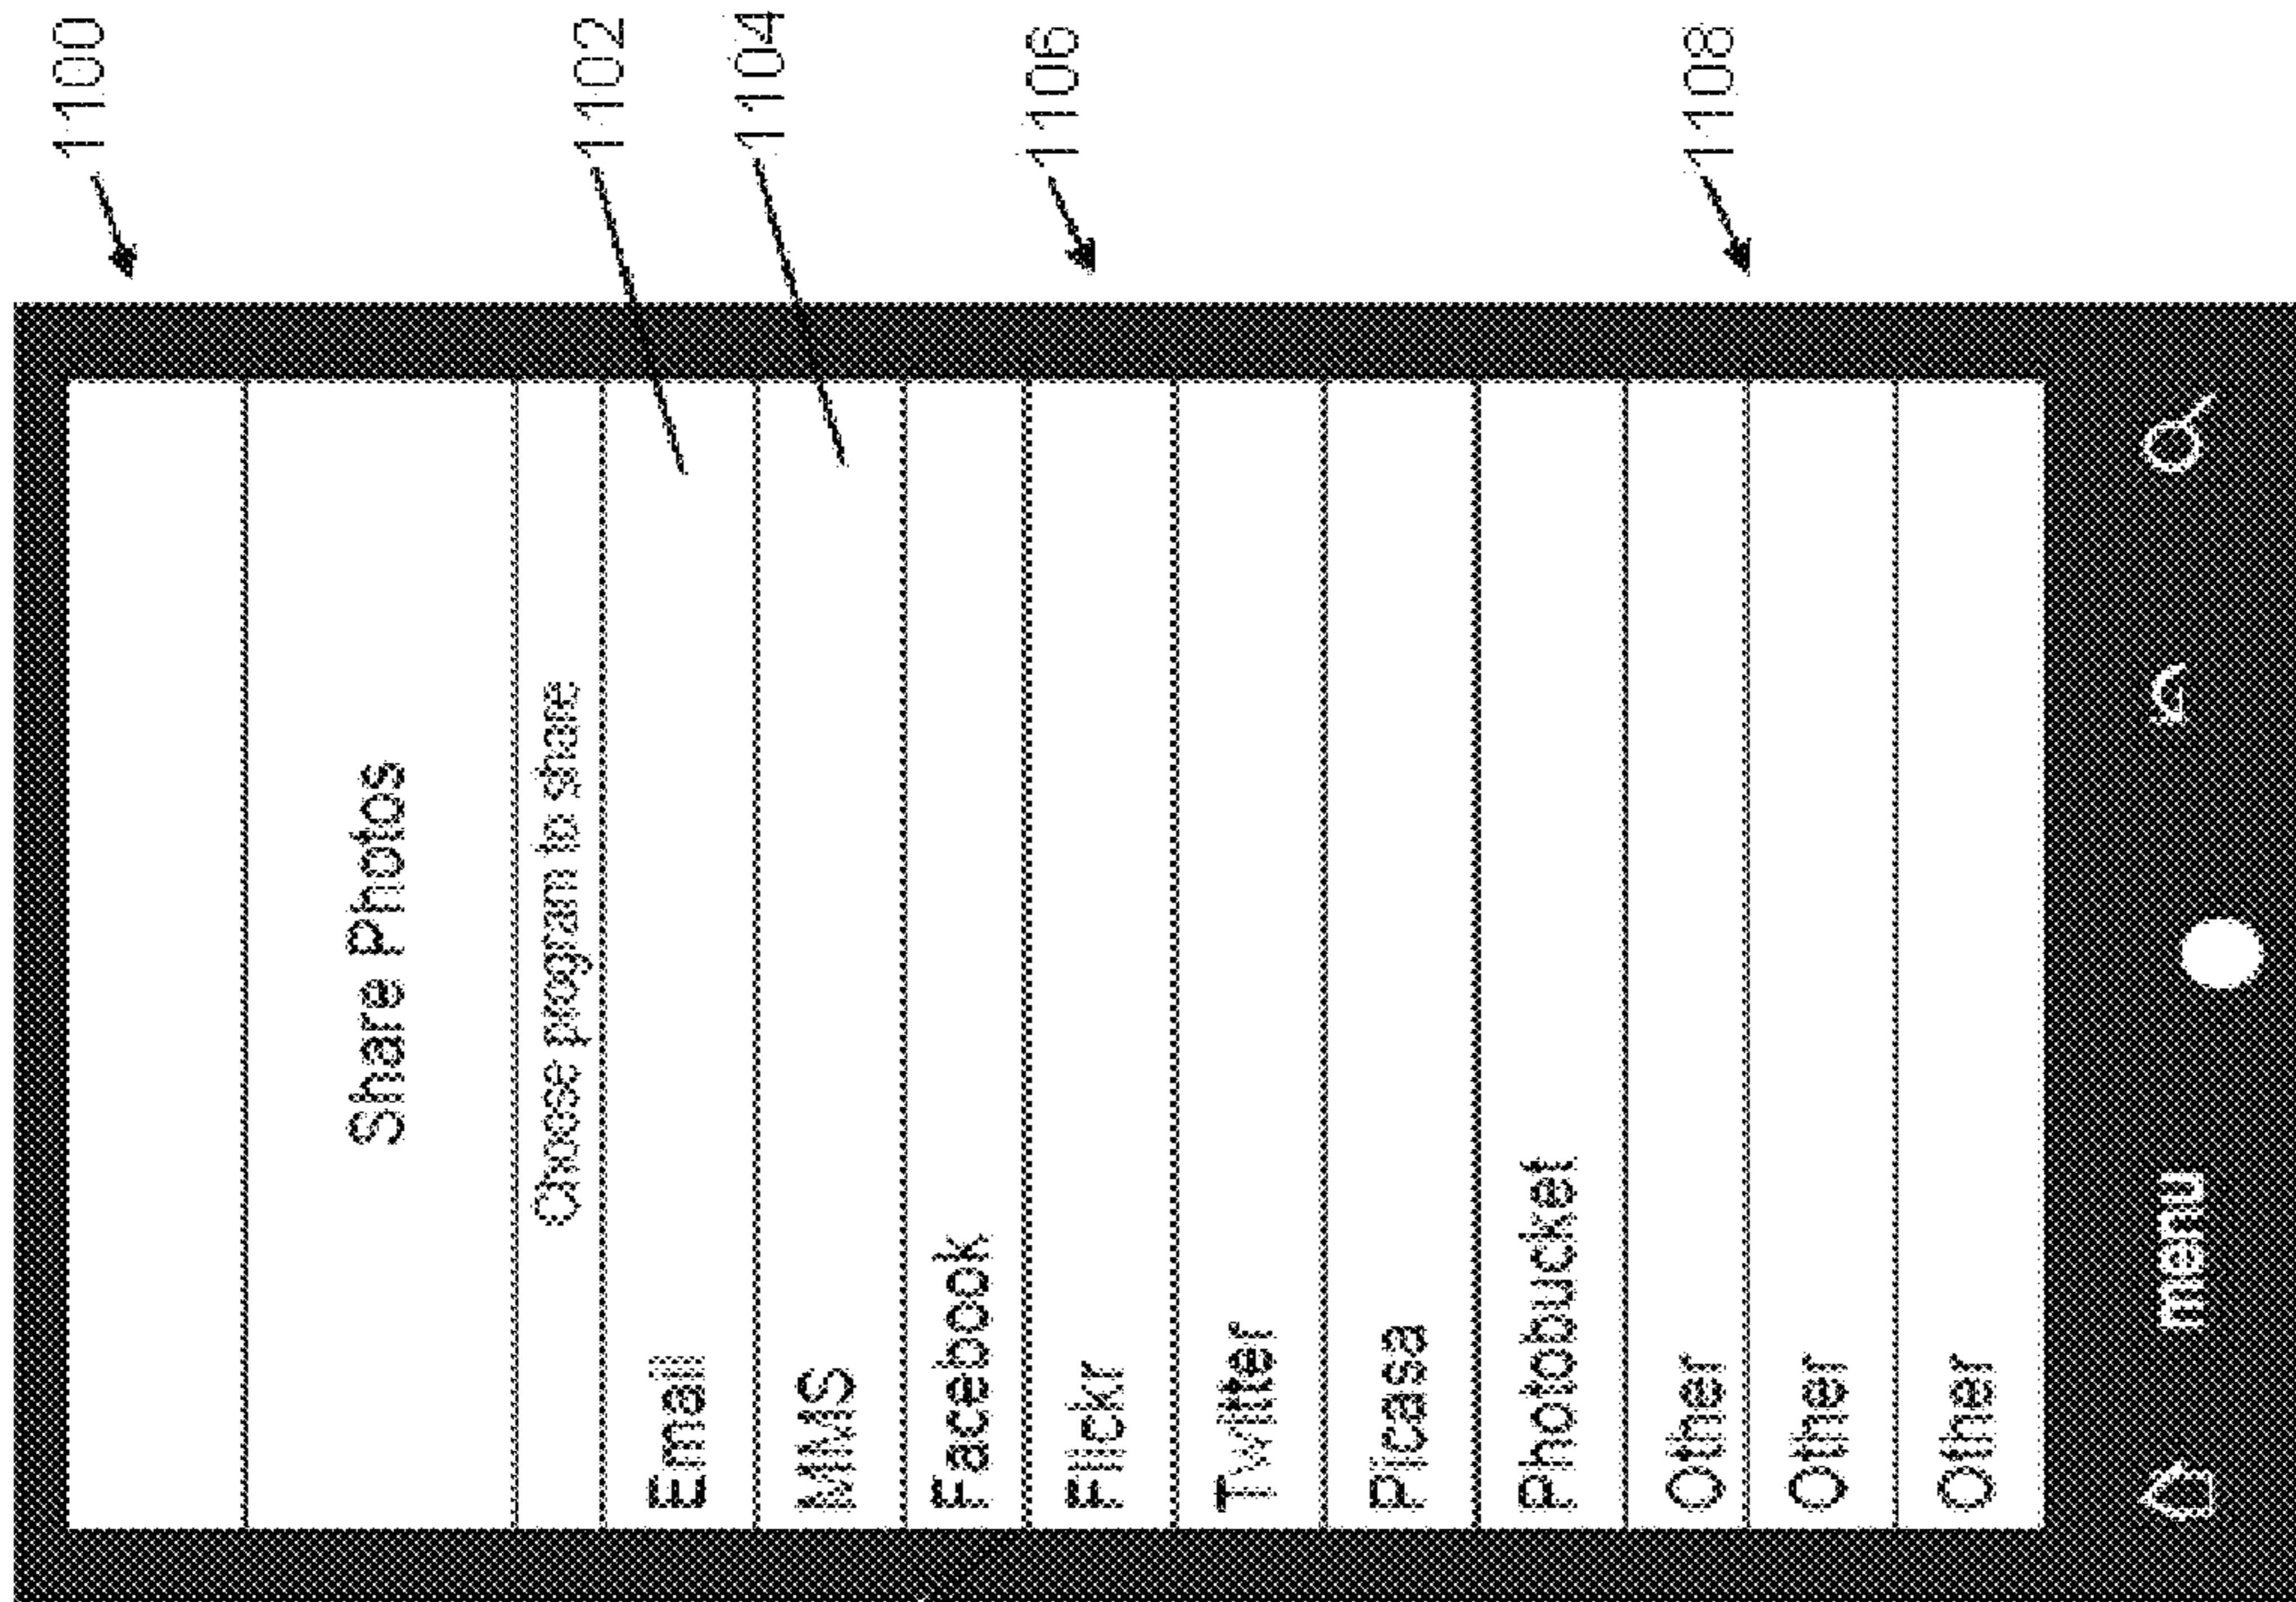 1100
Share Photos
Choose program to share
Email
1102
MMS
1104
Facebook
Flickr
1106
Twitter
Picasa
Photobucket
Other
Other
1108
Other
menu